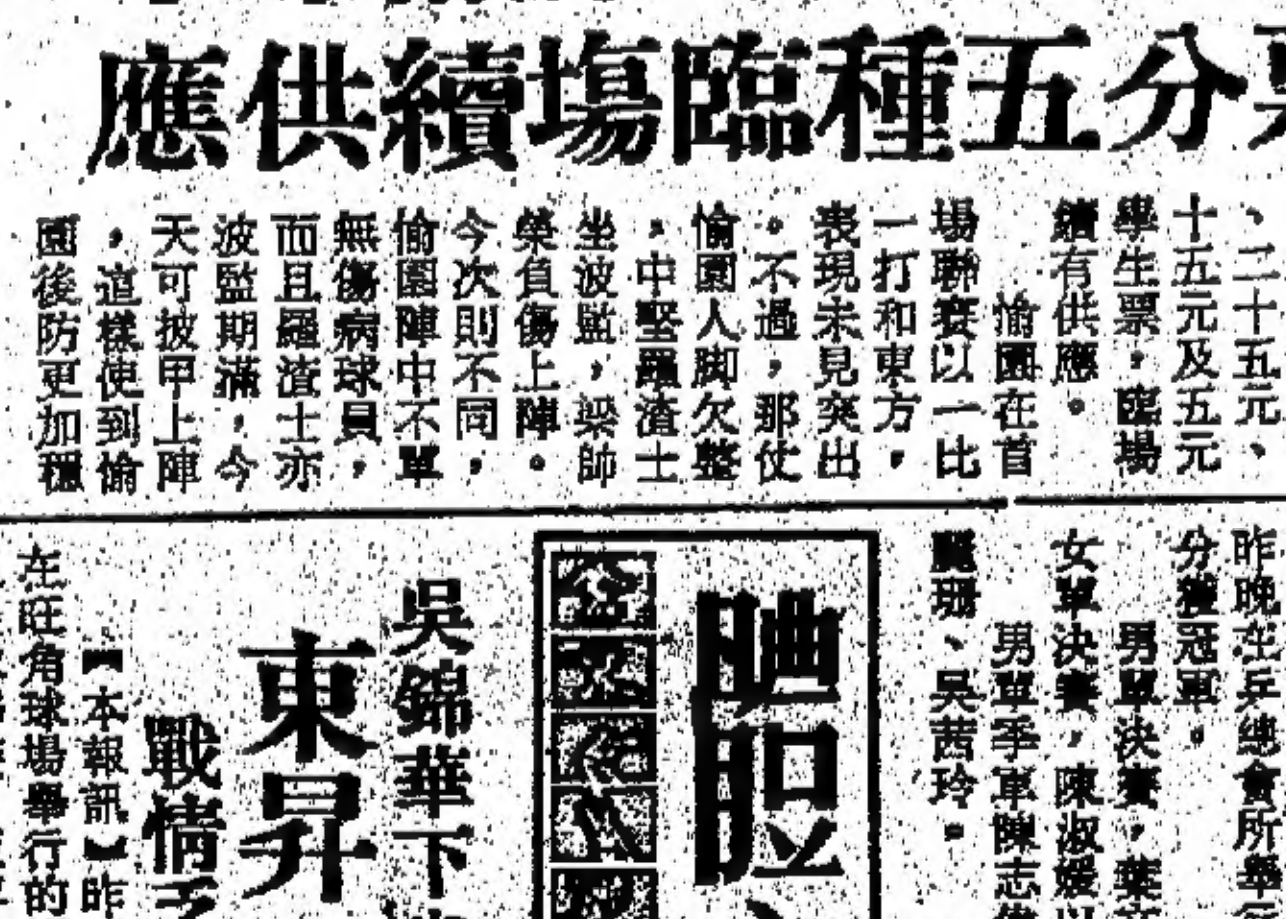 分五種臨場續供應
、二十五元、
十五元及五元
學生票，臨場
續有供應。
愉園在首
場聯賽以一比
一打和東方，
表現未見突出
。不過，那仗
愉園人脚欠整
，中堅羅渣士
坐波監，梁帥
榮負傷上陣。
今次則不同，
愉園陣中不單
無傷病球員，
而且羅渣士亦
波監期滿，今
天可披甲上陣
，這樣使到愉
園後防更加穩
昨晚在乒總會所舉
分獲冠軍。
男單決賽，葉
女單決賽，陳淑媛以
男單季軍陳志
珊、吳茜玲。
吳錦華下
東昇
戰情
【本報訊】昨
在旺角球場舉行的